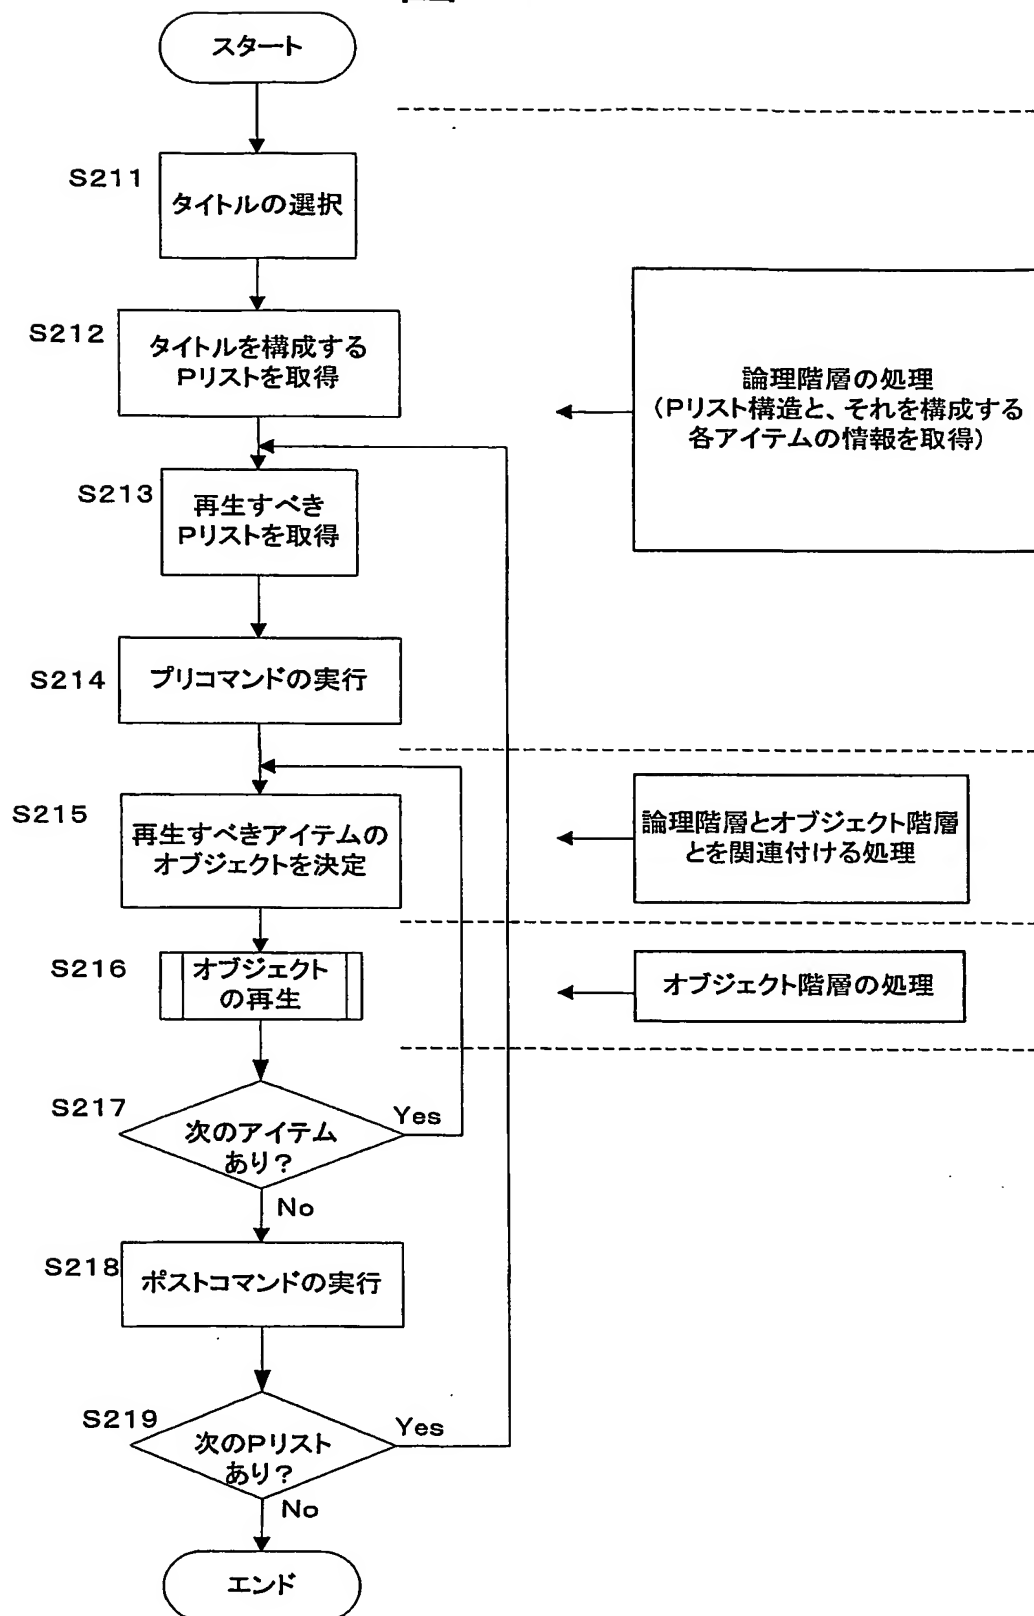 スタート
S211
タイトルの選択
S212
タイトルを構成する
Pリストを取得
論理階層の処理
(Pリスト構造と、それを構成する
各アイテムの情報を取得)
S213
再生すべき
Pリストを取得
S214
プリコマンドの実行
S215
再生すべきアイテムの
オブジェクトを決定
論理階層とオブジェクト階層
とを関連付ける処理
S216
オブジェクト
の再生
オブジェクト階層の処理
S217
次のアイテム
あり?
Yes
No
S218
ポストコマンドの実行
S219
次のPリスト
あり?
Yes
No
エンド